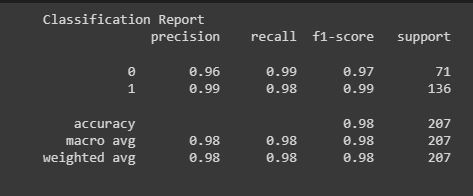 Classification Report
precision recall f1-score support
0 0.96 0.99 0.97 71
1 0.99 0.98 0.99 136
accuracy 0.98 207
macro avg 0.98 0.98 0.98 207
weighted avg 0.98 0.98 0.98 207